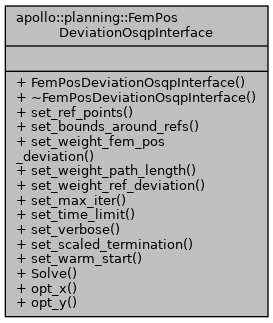 apollo::planning::FemPos
DeviationOsqpInterface
+ FemPosDeviationOsqpInterface()
+ ~FemPosDeviationOsqpInterface()
+ set_ref_points()
+ set_bounds_around_refs()
+ set_weight_fem_pos
_deviation()
+ set_weight_path_length()
+ set_weight_ref_deviation()
+ set_max_iter()
+ set_time_limit()
+ set_verbose()
+ set_scaled_termination()
+ set_warm_start()
+ Solve()
+ opt_x()
+ opt_y()